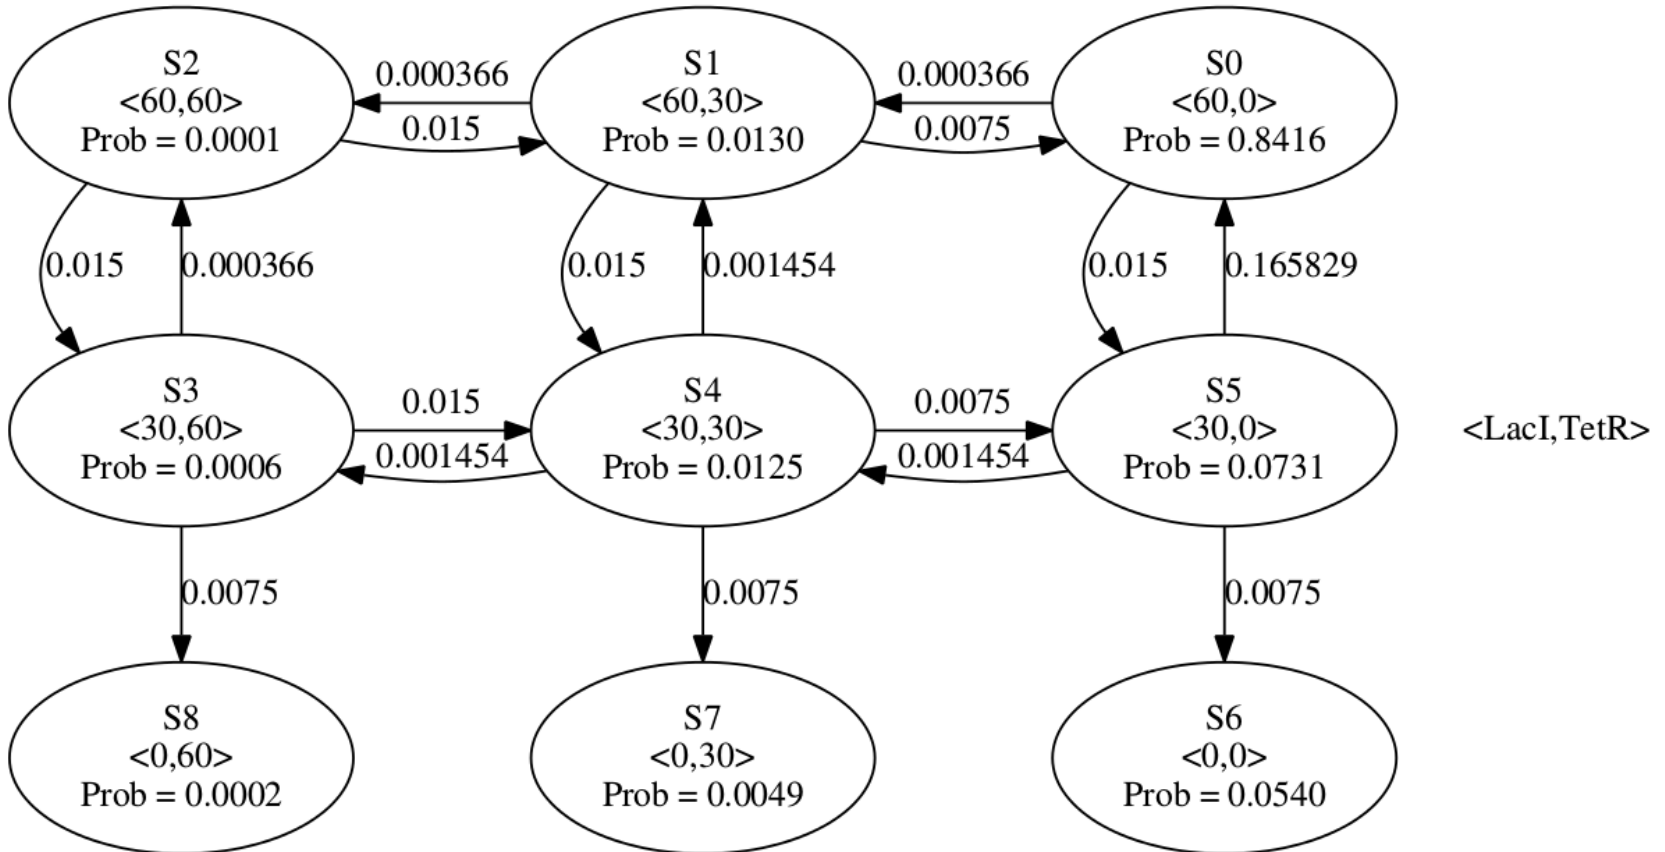 S2
<60,60>
Prob = 0.0001
0.000366
0.015
S1
<60,30>
Prob = 0.0130
0.000366
0.0075
S0
<60,0>
Prob = 0.8416
0.015
0.000366
0.015
0.001454
0.015
0.165829
S3
<30,60>
Prob = 0.0006
0.015
0.001454
S4
<30,30>
Prob = 0.0125
0.0075
0.001454
S5
<30,0>
Prob = 0.0731
<LacI,TetR>
0.0075
0.0075
0.0075
S8
<0,60>
Prob = 0.0002
S7
<0,30>
Prob = 0.0049
S6
<0,0>
Prob = 0.0540